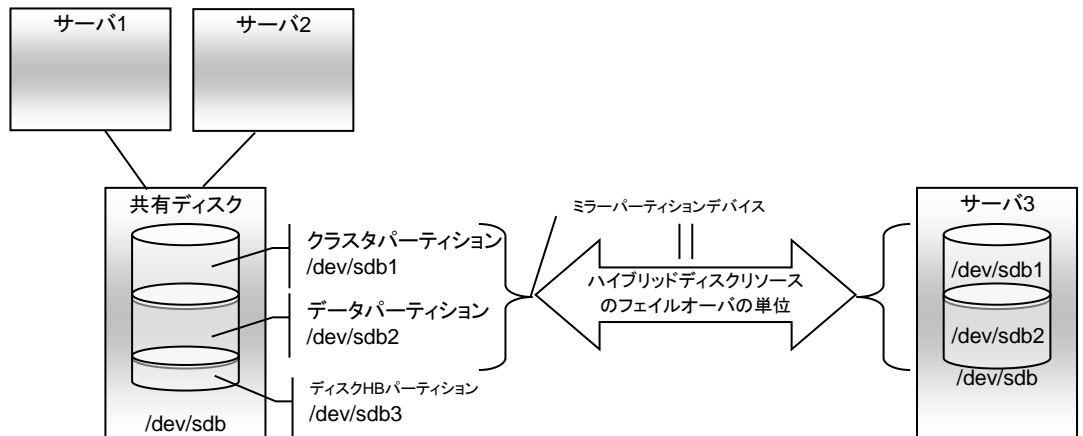 サーバ1
サーバ2
共有ディスク
クラスタパーティション
/dev/sdb1
データパーティション
/dev/sdb2
ディスクHBパーティション
/dev/sdb3
/dev/sdb
ミラーパーティションデバイス
ハイブリッドディスクリソース
のフェイルオーバの単位
サーバ3
/dev/sdb1
/dev/sdb2
/dev/sdb